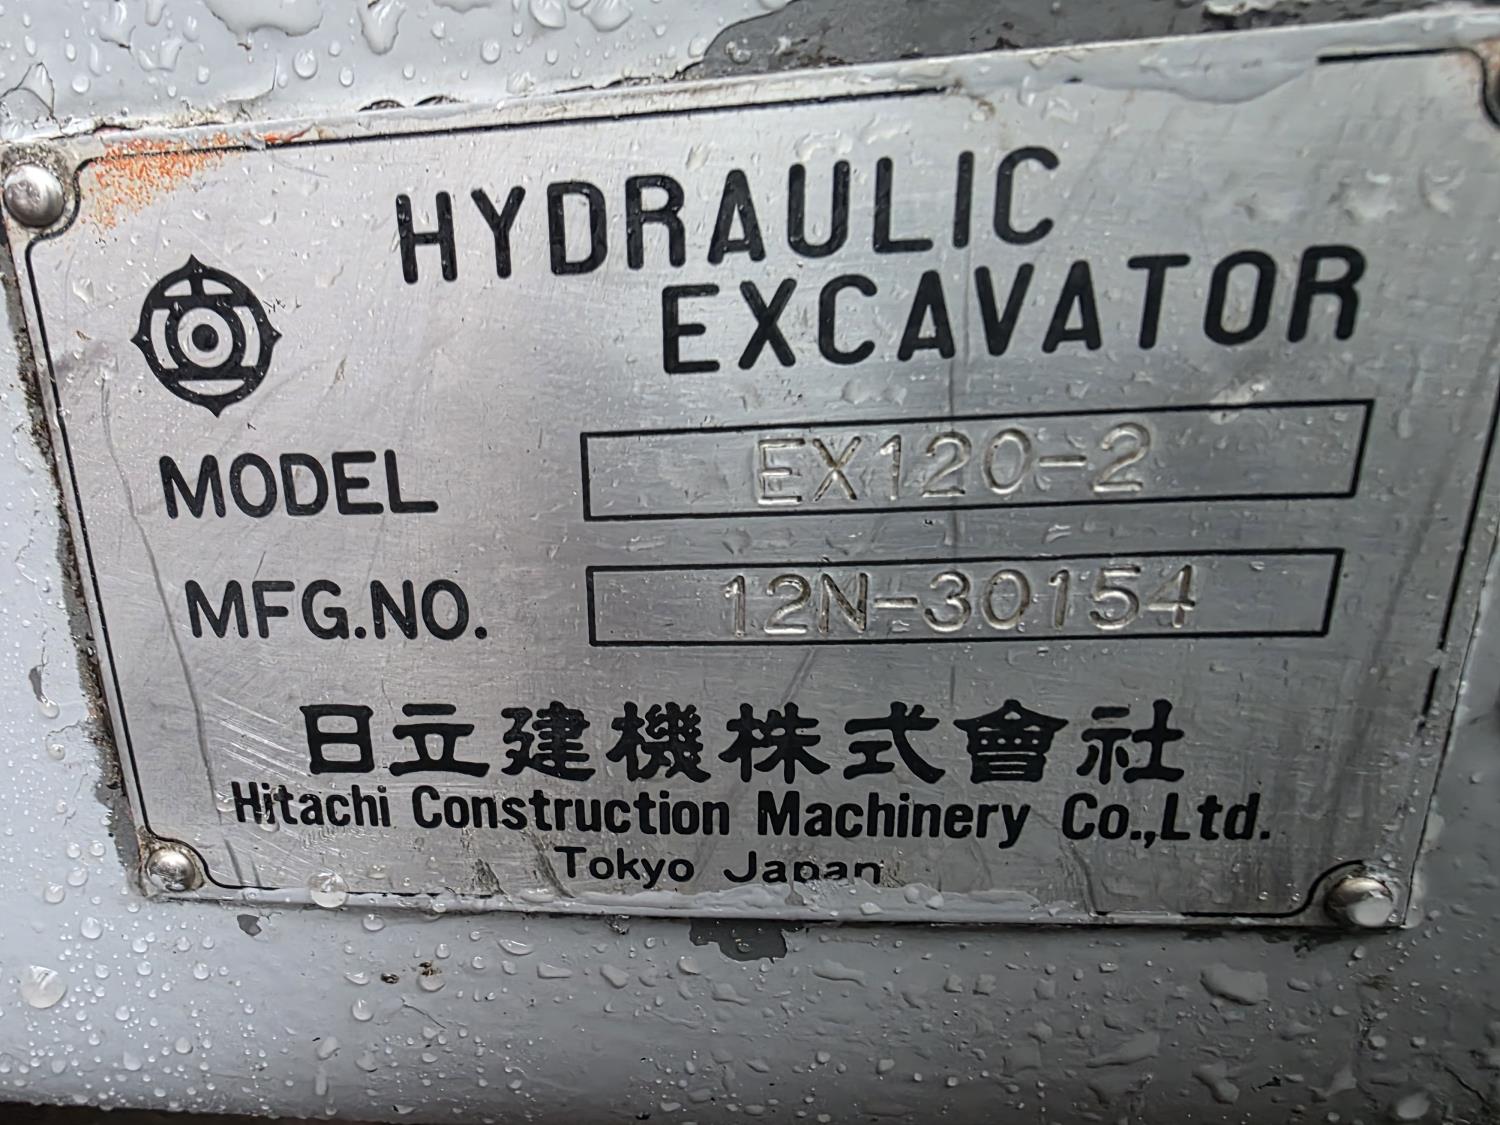 HYDRAULIC
EXCAVATOR
MODEL EX120-2
MFG.NO. 12N-30154
日立建機株式會社
Hitachi Construction Machinery Co.,Ltd.
Tokyo Japan